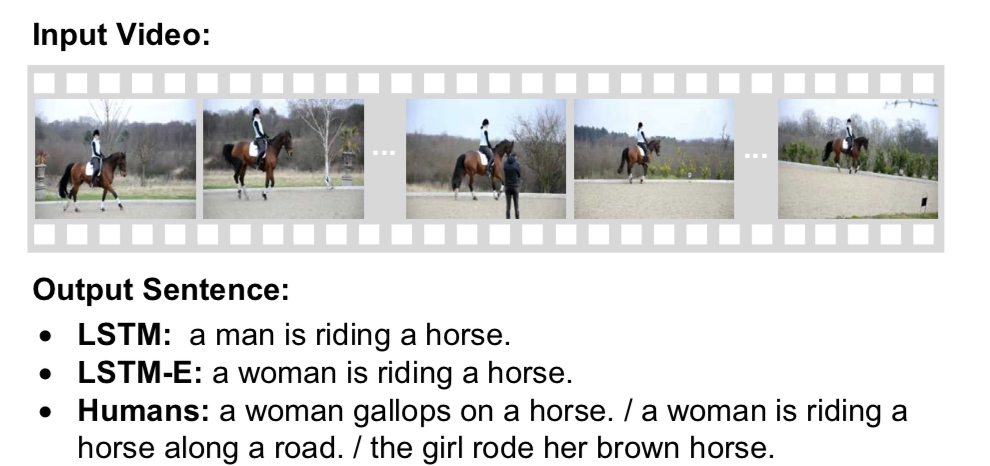 Input Video:
... ...
Output Sentence:
• LSTM: a man is riding a horse.
• LSTM-E: a woman is riding a horse.
• Humans: a woman gallops on a horse. / a woman is riding a
horse along a road. / the girl rode her brown horse.